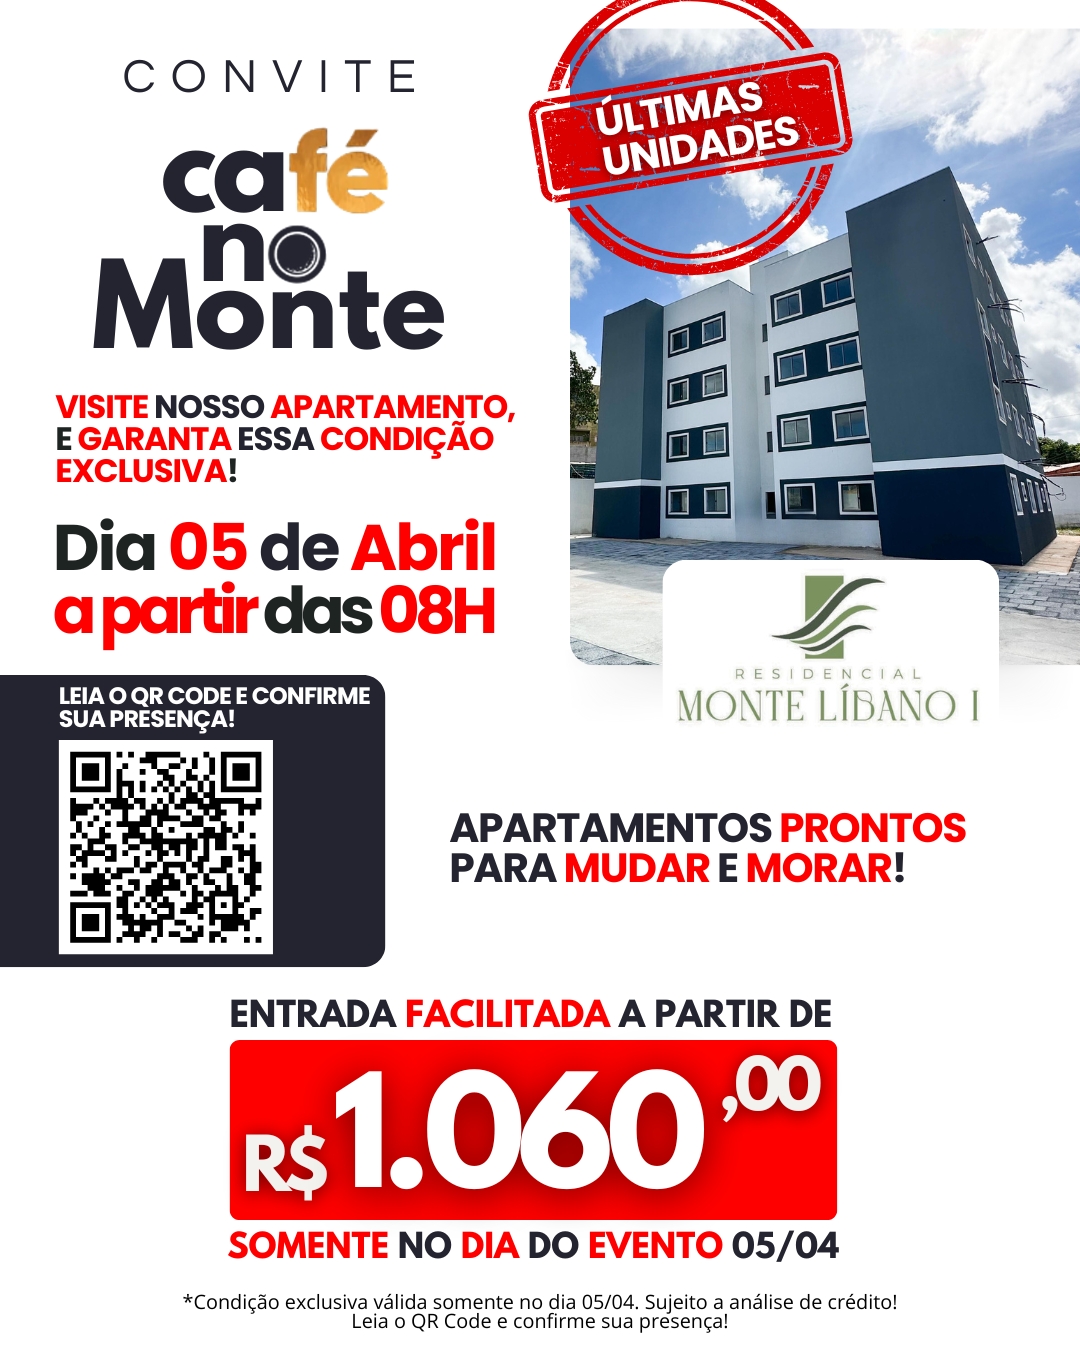 CONVITE
café
no
Monte
ÚLTIMAS
UNIDADES
VISITE NOSSO APARTAMENTO,
E GARANTA ESSA CONDIÇÃO
EXCLUSIVA!
Dia 05 de Abril
a partir das 08H
RESIDENCIAL
MONTE LÍBANO I
LEIA O QR CODE E CONFIRME
SUA PRESENÇA!
APARTAMENTOS PRONTOS
PARA MUDAR E MORAR!
ENTRADA FACILITADA A PARTIR DE
R$1.060,00
SOMENTE NO DIA DO EVENTO 05/04
*Condição exclusiva válida somente no dia 05/04. Sujeito a análise de crédito!
Leia o QR Code e confirme sua presença!